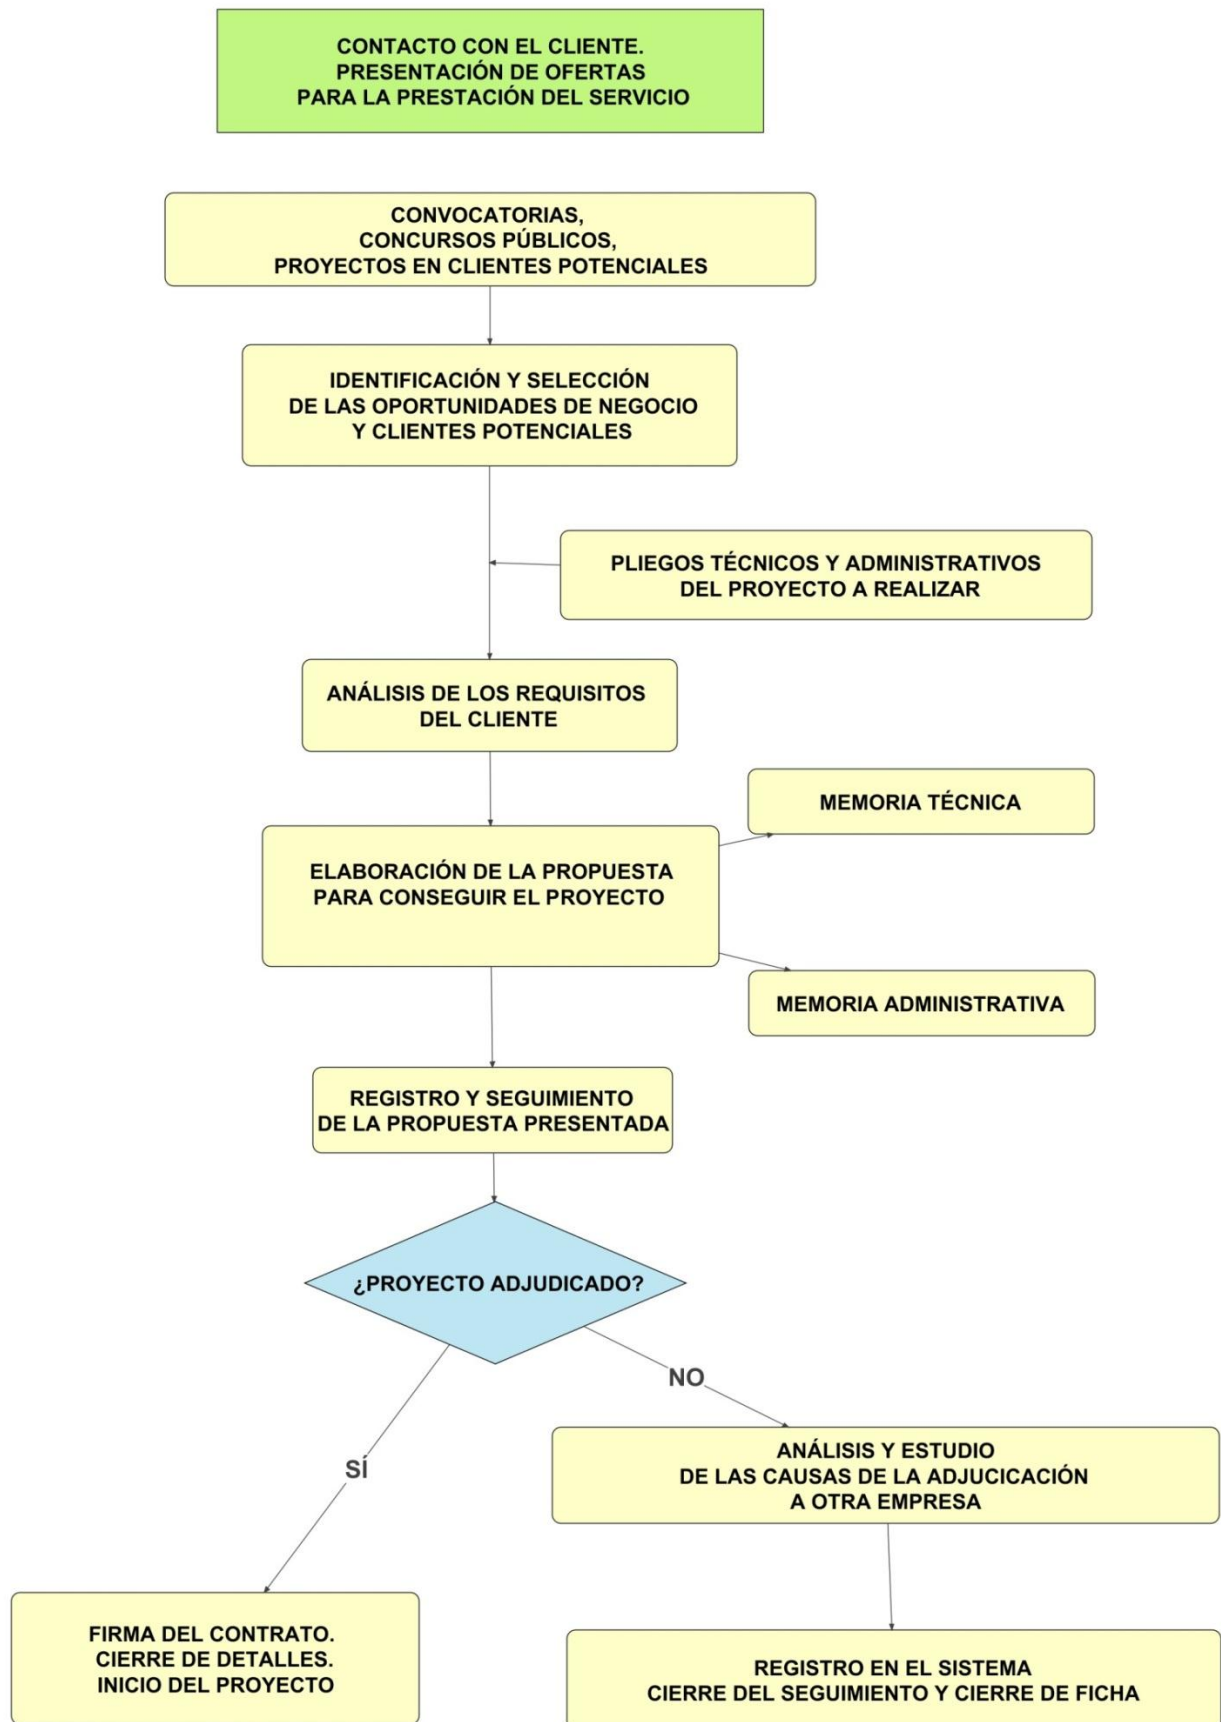 CONTACTO CON EL CLIENTE.
PRESENTACIÓN DE OFERTAS
PARA LA PRESTACIÓN DEL SERVICIO
CONVOCATORIAS,
CONCURSOS PÚBLICOS,
PROYECTOS EN CLIENTES POTENCIALES
IDENTIFICACIÓN Y SELECCIÓN
DE LAS OPORTUNIDADES DE NEGOCIO
Y CLIENTES POTENCIALES
PLIEGOS TÉCNICOS Y ADMINISTRATIVOS
DEL PROYECTO A REALIZAR
ANÁLISIS DE LOS REQUISITOS
DEL CLIENTE
MEMORIA TÉCNICA
ELABORACIÓN DE LA PROPUESTA
PARA CONSEGUIR EL PROYECTO
MEMORIA ADMINISTRATIVA
REGISTRO Y SEGUIMIENTO
DE LA PROPUESTA PRESENTADA
¿PROYECTO ADJUDICADO?
NO
SÍ
ANÁLISIS Y ESTUDIO
DE LAS CAUSAS DE LA ADJUCICACIÓN
A OTRA EMPRESA
FIRMA DEL CONTRATO.
CIERRE DE DETALLES.
INICIO DEL PROYECTO
REGISTRO EN EL SISTEMA
CIERRE DEL SEGUIMIENTO Y CIERRE DE FICHA